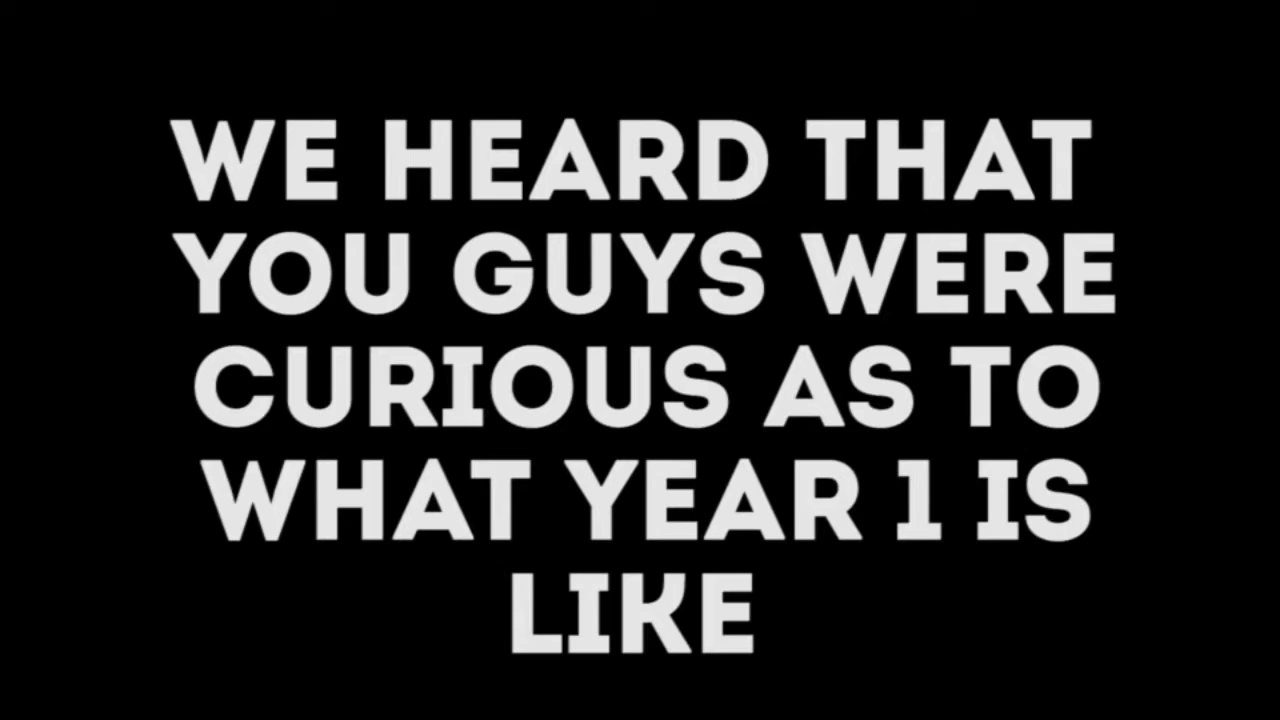 WE HEARD THAT
YOU GUYS WERE
CURIOUS AS TO
WHAT YEAR 1 IS
LIKE